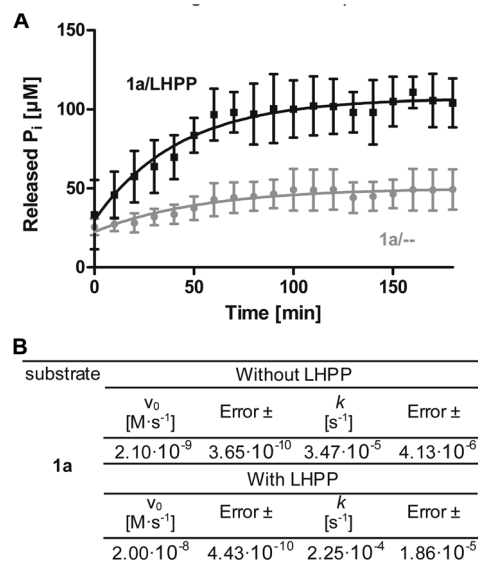 A
150
100
50
0
Released Pᵢ [µM]
1a/LHPP
1a/--
0 50 100 150
Time [min]
B
substrate Without LHPP
v₀ [M·s⁻¹] Error ± k [s⁻¹] Error ±
2.10·10⁻⁹ 3.65·10⁻¹⁰ 3.47·10⁻⁵ 4.13·10⁻⁶
1a
With LHPP
v₀ [M·s⁻¹] Error ± k [s⁻¹] Error ±
2.00·10⁻⁸ 4.43·10⁻¹⁰ 2.25·10⁻⁴ 1.86·10⁻⁵